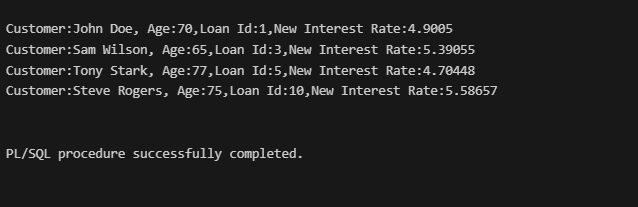 Customer:John Doe, Age:70,Loan Id:1,New Interest Rate:4.9005
Customer:Sam Wilson, Age:65,Loan Id:3,New Interest Rate:5.39055
Customer:Tony Stark, Age:77,Loan Id:5,New Interest Rate:4.70448
Customer:Steve Rogers, Age:75,Loan Id:10,New Interest Rate:5.58657
PL/SQL procedure successfully completed.